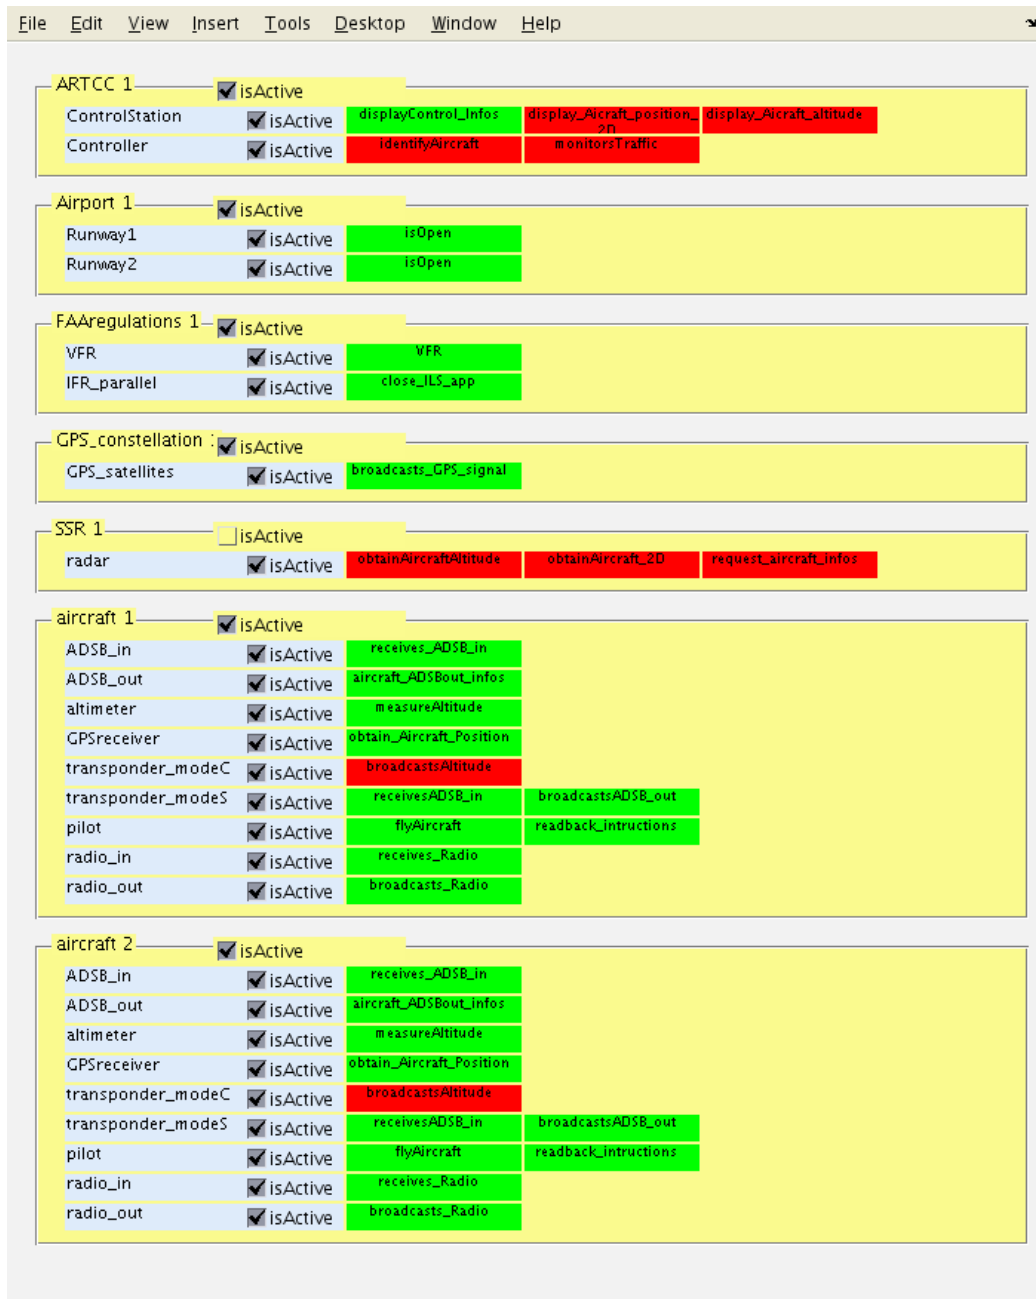 File Edit View Insert Tools Desktop Window Help
ARTCC 1 isActive
ControlStation isActive displayControl_Infos display_Aicraft_position_2D display_Aicraft_altitude
Controller isActive identifyAircraft monitorsTraffic
Airport 1 isActive
Runway1 isActive isOpen
Runway2 isActive isOpen
FAAregulations 1 isActive
VFR isActive VFR
IFR_parallel isActive close_ILS_app
GPS_constellation isActive
GPS_satellites isActive broadcasts_GPS_signal
SSR 1 isActive
radar isActive obtainAircraftAltitude obtainAircraft_2D request_aircraft_infos
aircraft 1 isActive
ADSB_in isActive receives_ADSB_in
ADSB_out isActive aircraft_ADSBout_infos
altimeter isActive measureAltitude
GPSreceiver isActive obtain_Aircraft_Position
transponder_modeC isActive broadcastsAltitude
transponder_modeS isActive receivesADSB_in broadcastsADSB_out
pilot isActive flyAircraft readback_intructions
radio_in isActive receives_Radio
radio_out isActive broadcasts_Radio
aircraft 2 isActive
ADSB_in isActive receives_ADSB_in
ADSB_out isActive aircraft_ADSBout_infos
altimeter isActive measureAltitude
GPSreceiver isActive obtain_Aircraft_Position
transponder_modeC isActive broadcastsAltitude
transponder_modeS isActive receivesADSB_in broadcastsADSB_out
pilot isActive flyAircraft readback_intructions
radio_in isActive receives_Radio
radio_out isActive broadcasts_Radio